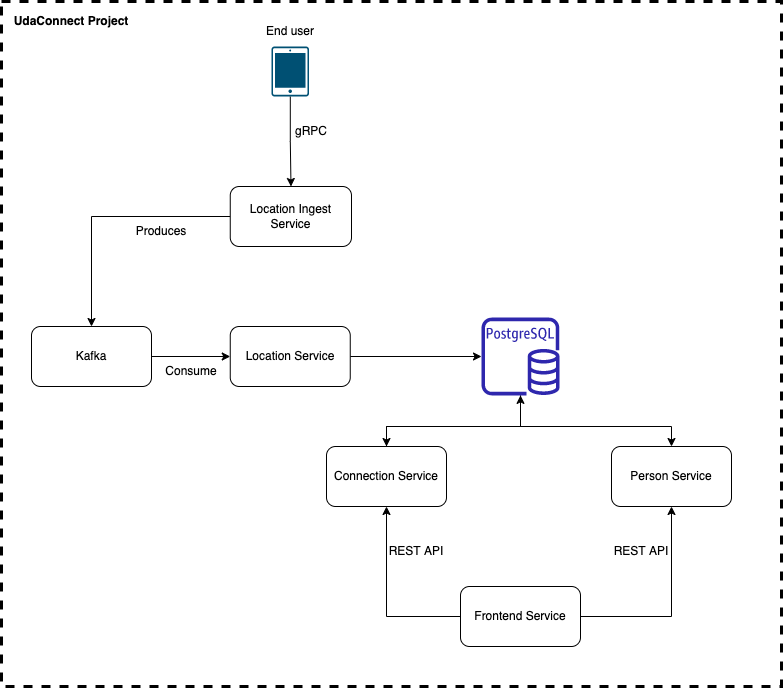 UdaConnect Project
End user
gRPC
Location Ingest
Service
Produces
Kafka
Consume
Location Service
PostgreSQL
Connection Service
Person Service
REST API
REST API
Frontend Service